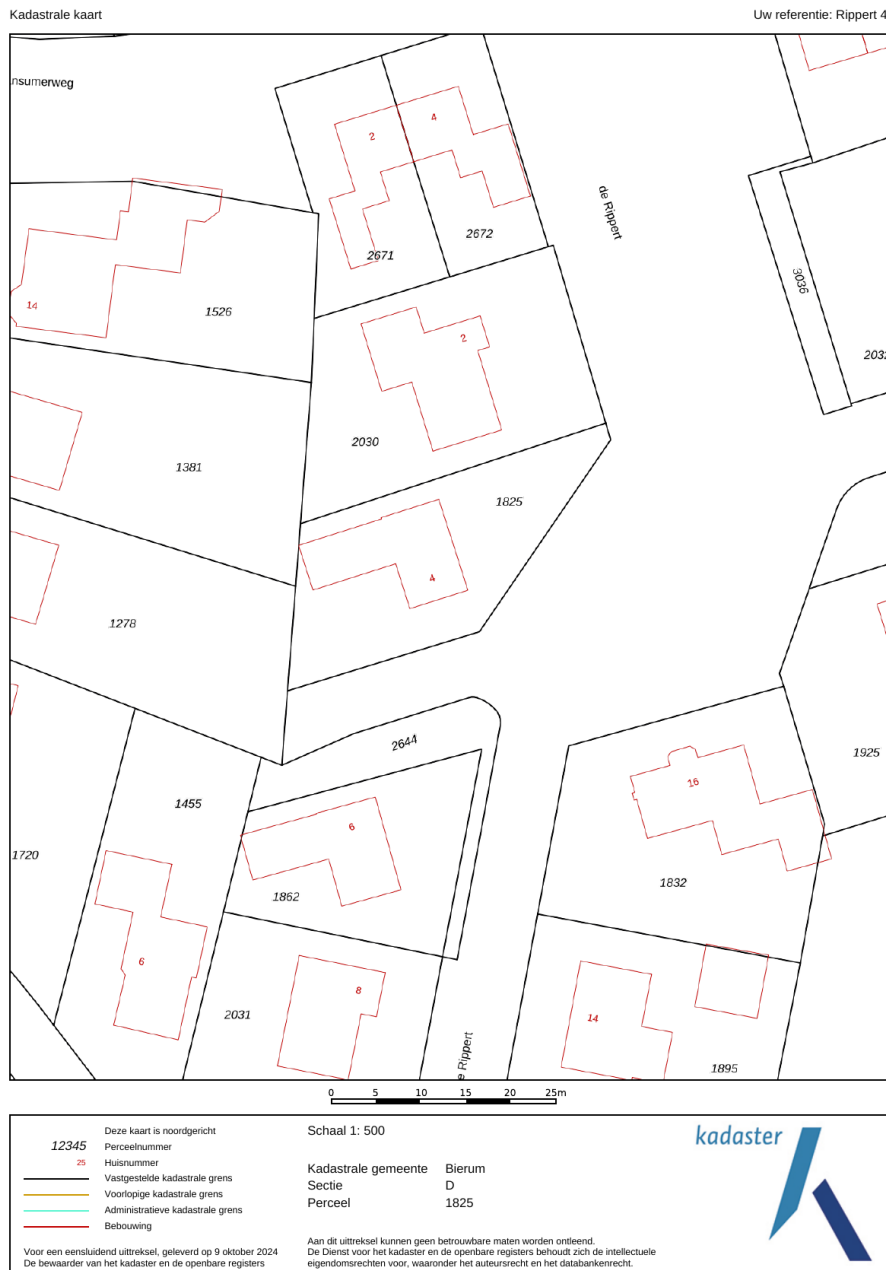 Kadastrale kaart
Uw referentie: Rippert 4
nsumerweg
2
4
de Rippert
2671
2672
3036
14
1526
2
2030
1381
1825
4
1278
2644
1925
16
1455
6
1720
1862
1832
6
8
2031
14
de Rippert
1895
0 5 10 15 20 25m
Deze kaart is noordgericht
12345 Perceelnummer
25 Huisnummer
Vastgestelde kadastrale grens
Voorlopige kadastrale grens
Administratieve kadastrale grens
Bebouwing
Voor een eensluidend uittreksel, geleverd op 9 oktober 2024
De bewaarder van het kadaster en de openbare registers
Schaal 1: 500
Kadastrale gemeente Bierum
Sectie D
Perceel 1825
Aan dit uittreksel kunnen geen betrouwbare maten worden ontleend.
De Dienst voor het kadaster en de openbare registers behoudt zich de intellectuele
eigendomsrechten voor, waaronder het auteursrecht en het databankenrecht.
kadaster